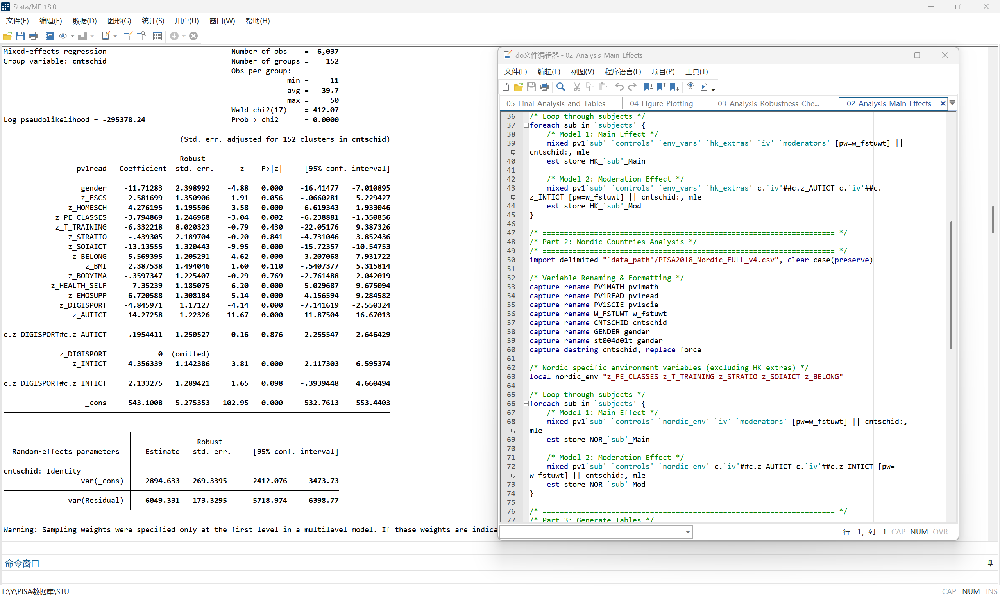 Stata/MP 18.0
文件(F) 编辑(E) 数据(D) 图形(G) 统计(S) 用户(U) 窗口(W) 帮助(H)
Mixed-effects regression Number of obs = 6,037
Group variable: cntschid Number of groups = 152
Obs per group:
min = 11
avg = 39.7
max = 50
Wald chi2(17) = 412.07
Log pseudolikelihood = -295378.24 Prob > chi2 = 0.0000
(Std. err. adjusted for 152 clusters in cntschid)
Robust
pv1read Coefficient std. err. z P>|z| [95% conf. interval]
gender -11.71283 2.398992 -4.88 0.000 -16.41477 -7.010895
z_ESCS 2.581699 1.350906 1.91 0.056 -.0660281 5.229427
z_HOMESCH -4.276195 1.195506 -3.58 0.000 -6.619343 -1.933046
z_PE_CLASSES -3.794869 1.246968 -3.04 0.002 -6.238881 -1.350856
z_T_TRAINING -6.332218 8.020323 -0.79 0.430 -22.05176 9.387326
z_STRATIO -.439305 2.189704 -0.20 0.841 -4.731046 3.852436
z_SOIAICT -13.13555 1.320443 -9.95 0.000 -15.72357 -10.54753
z_BELONG 5.569395 1.205291 4.62 0.000 3.207068 7.931722
z_BMI 2.387538 1.494046 1.60 0.110 -.5407377 5.315814
z_BODYIMA -.3597347 1.225407 -0.29 0.769 -2.761488 2.042019
z_HEALTH_SELF 7.35239 1.185075 6.20 0.000 5.029687 9.675094
z_EMOSUPP 6.720588 1.308184 5.14 0.000 4.156594 9.284582
z_DIGISPORT -4.845971 1.17127 -4.14 0.000 -7.141619 -2.550324
z_AUTICT 14.27258 1.22326 11.67 0.000 11.87504 16.67013
c.z_DIGISPORT#c.z_AUTICT .1954411 1.250527 0.16 0.876 -2.255547 2.646429
z_DIGISPORT 0 (omitted)
z_INTICT 4.356339 1.142386 3.81 0.000 2.117303 6.595374
c.z_DIGISPORT#c.z_INTICT 2.133275 1.289421 1.65 0.098 -.3939448 4.660494
_cons 543.1008 5.275353 102.95 0.000 532.7613 553.4403
Robust
Random-effects parameters Estimate std. err. [95% conf. interval]
cntschid: Identity
var(_cons) 2894.633 269.3395 2412.076 3473.73
var(Residual) 6049.331 173.3295 5718.974 6398.77
Warning: Sampling weights were specified only at the first level in a multilevel model. If these weights are indica
do文件编辑器 - 02_Analysis_Main_Effects
文件(F) 编辑(E) 视图(V) 程序语言(L) 项目(P) 工具(T)
05_Final_Analysis_and_Tables 04_Figure_Plotting 03_Analysis_Robustness_Che... 02_Analysis_Main_Effects
36 /* Loop through subjects */
37 foreach sub in `subjects' {
38 /* Model 1: Main Effect */
39 mixed pv1`sub' `controls' `env_vars' `hk_extras' `iv' `moderators' [pw=w_fstuwt] ||
cntschid:, mle
40 est store HK_`sub'_Main
41
42 /* Model 2: Moderation Effect */
43 mixed pv1`sub' `controls' `env_vars' `hk_extras' c.`iv'##c.z_AUTICT c.`iv'##c.
z_INTICT [pw=w_fstuwt] || cntschid:, mle
44 est store HK_`sub'_Mod
45 }
46
47 /* ==================================================================== */
48 /* Part 2: Nordic Countries Analysis */
49 /* ==================================================================== */
50 import delimited "`data_path'/PISA2018_Nordic_FULL_v4.csv", clear case(preserve)
51
52 /* Variable Renaming & Formatting */
53 capture rename PV1MATH pv1math
54 capture rename PV1READ pv1read
55 capture rename PV1SCIE pv1scie
56 capture rename W_FSTUWT w_fstuwt
57 capture rename CNTSCHID cntschid
58 capture rename GENDER gender
59 capture rename st004d01t gender
60 capture destring cntschid, replace force
61
62 /* Nordic specific environment variables (excluding HK extras) */
63 local nordic_env "z_PE_CLASSES z_T_TRAINING z_STRATIO z_SOIAICT z_BELONG"
64
65 /* Loop through subjects */
66 foreach sub in `subjects' {
67 /* Model 1: Main Effect */
68 mixed pv1`sub' `controls' `nordic_env' `iv' `moderators' [pw=w_fstuwt] || cntschid:,
mle
69 est store NOR_`sub'_Main
70
71 /* Model 2: Moderation Effect */
72 mixed pv1`sub' `controls' `nordic_env' c.`iv'##c.z_AUTICT c.`iv'##c.z_INTICT [pw=
w_fstuwt] || cntschid:, mle
73 est store NOR_`sub'_Mod
74 }
75
76 /* ==================================================================== */
77 /* Part 3: Generate Tables */
行: 1, 列: 1 CAP NUM OVR
命令窗口
E:\Y\PISA数据库\STU CAP NUM INS